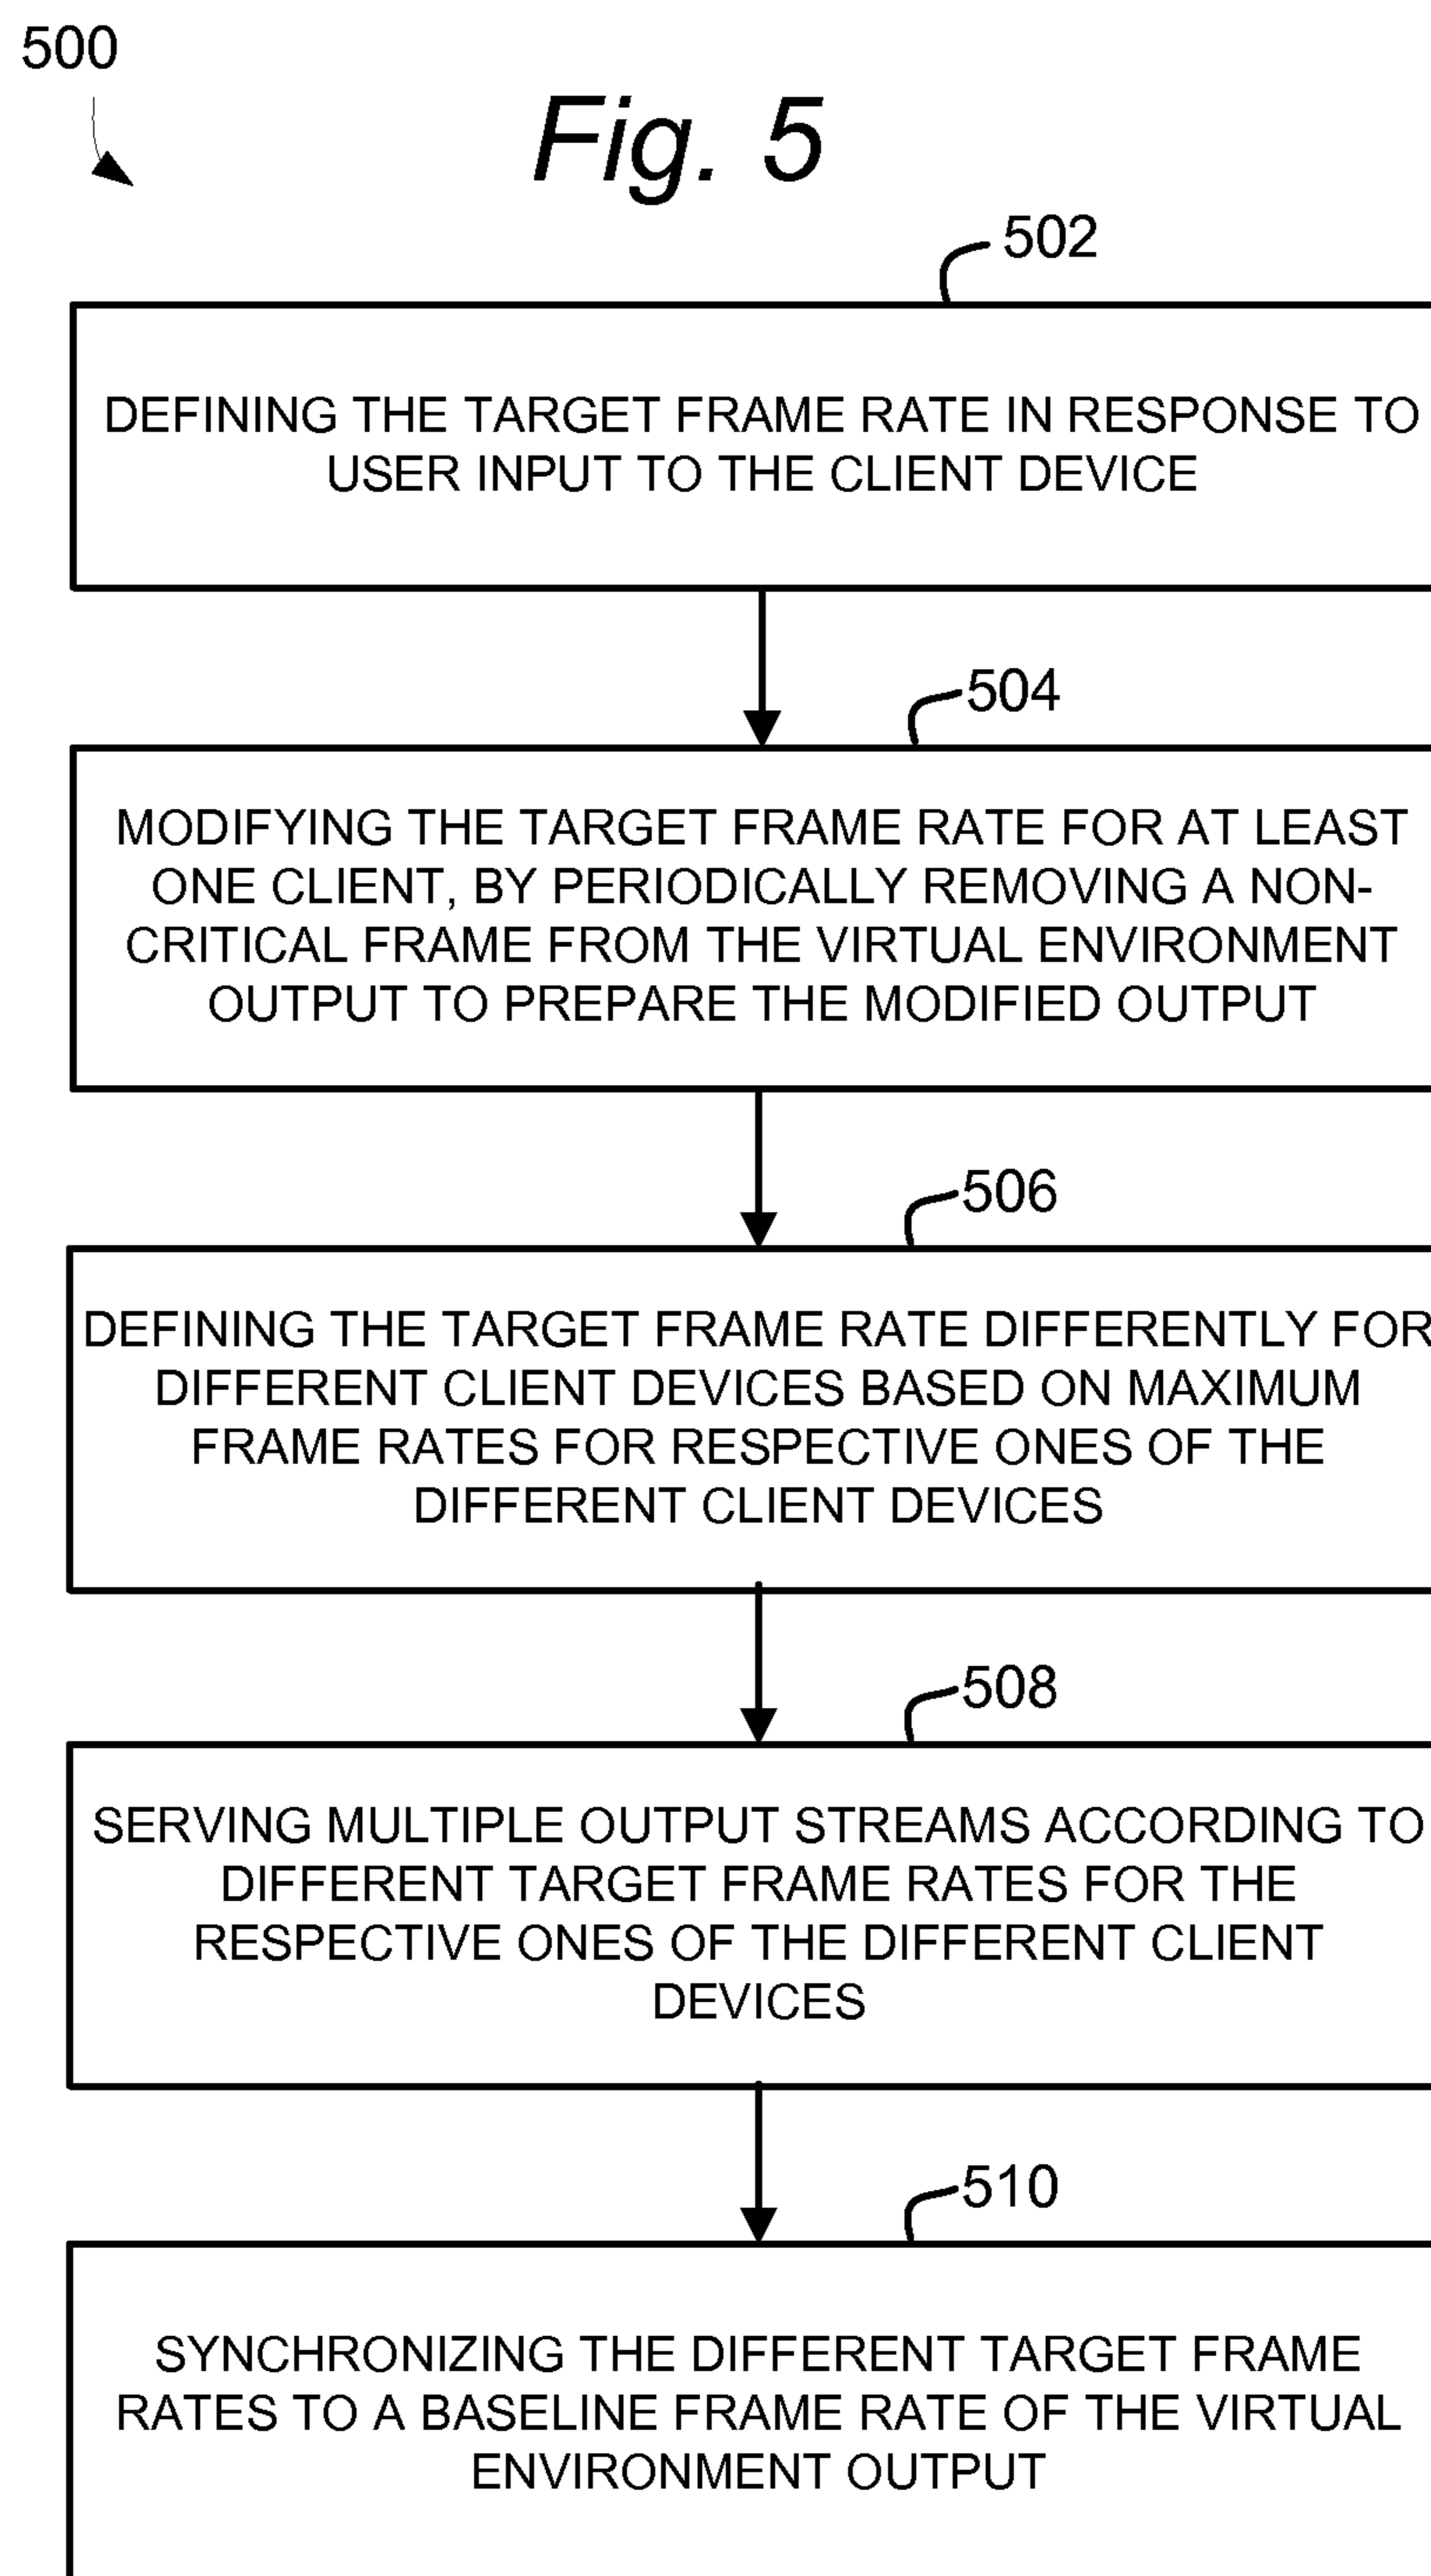 500
Fig. 5
502
DEFINING THE TARGET FRAME RATE IN RESPONSE TO
USER INPUT TO THE CLIENT DEVICE
504
MODIFYING THE TARGET FRAME RATE FOR AT LEAST
ONE CLIENT, BY PERIODICALLY REMOVING A NON-
CRITICAL FRAME FROM THE VIRTUAL ENVIRONMENT
OUTPUT TO PREPARE THE MODIFIED OUTPUT
506
DEFINING THE TARGET FRAME RATE DIFFERENTLY FOR
DIFFERENT CLIENT DEVICES BASED ON MAXIMUM
FRAME RATES FOR RESPECTIVE ONES OF THE
DIFFERENT CLIENT DEVICES
508
SERVING MULTIPLE OUTPUT STREAMS ACCORDING TO
DIFFERENT TARGET FRAME RATES FOR THE
RESPECTIVE ONES OF THE DIFFERENT CLIENT
DEVICES
510
SYNCHRONIZING THE DIFFERENT TARGET FRAME
RATES TO A BASELINE FRAME RATE OF THE VIRTUAL
ENVIRONMENT OUTPUT